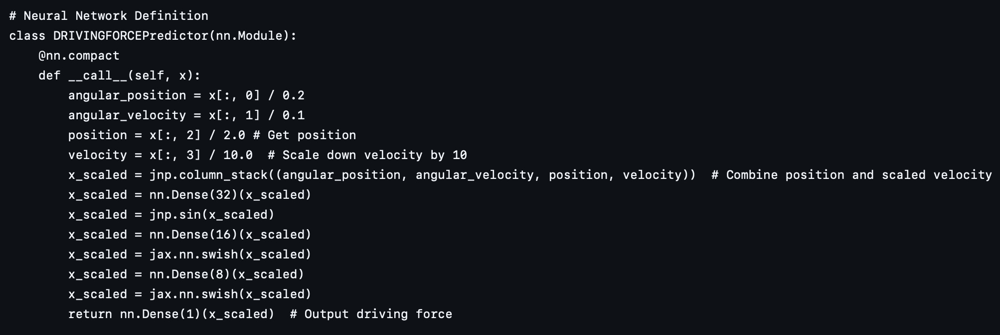 # Neural Network Definition
class DRIVINGFORCEPredictor(nn.Module):
    @nn.compact
    def __call__(self, x):
        angular_position = x[:, 0] / 0.2
        angular_velocity = x[:, 1] / 0.1
        position = x[:, 2] / 2.0 # Get position
        velocity = x[:, 3] / 10.0  # Scale down velocity by 10
        x_scaled = jnp.column_stack((angular_position, angular_velocity, position, velocity))  # Combine position and scaled velocity
        x_scaled = nn.Dense(32)(x_scaled)
        x_scaled = jnp.sin(x_scaled)
        x_scaled = nn.Dense(16)(x_scaled)
        x_scaled = jax.nn.swish(x_scaled)
        x_scaled = nn.Dense(8)(x_scaled)
        x_scaled = jax.nn.swish(x_scaled)
        return nn.Dense(1)(x_scaled)  # Output driving force